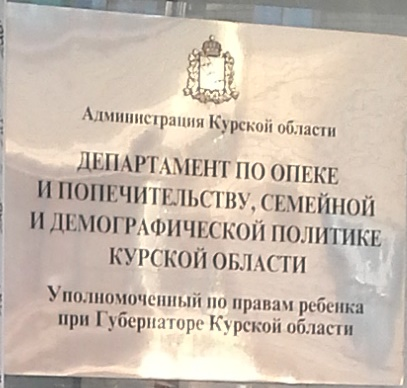 Администрация Курской области
ДЕПАРТАМЕНТ ПО ОПЕКЕ
И ПОПЕЧИТЕЛЬСТВУ, СЕМЕЙНОЙ
И ДЕМОГРАФИЧЕСКОЙ ПОЛИТИКЕ
КУРСКОЙ ОБЛАСТИ
Уполномоченный по правам ребенка
при Губернаторе Курской области